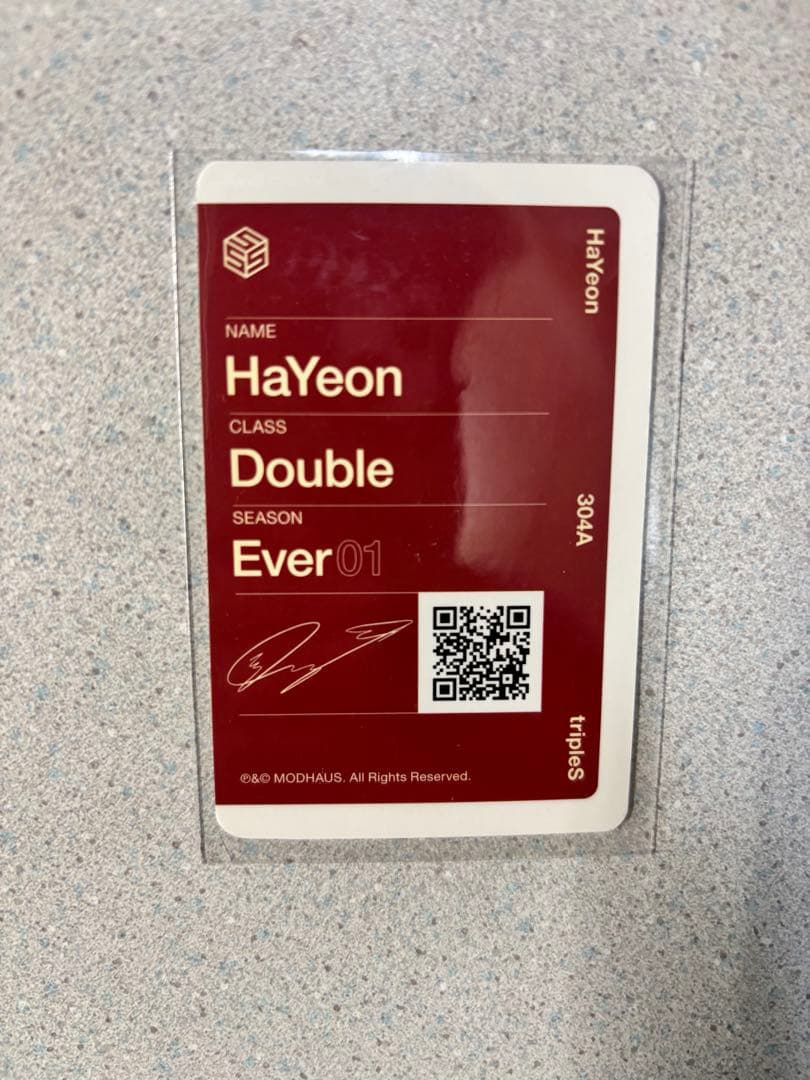 NAME
HaYeon
CLASS
Double
SEASON
Ever01
℗&© MODHAUS. All Rights Reserved.
HaYeon
304A
tripleS